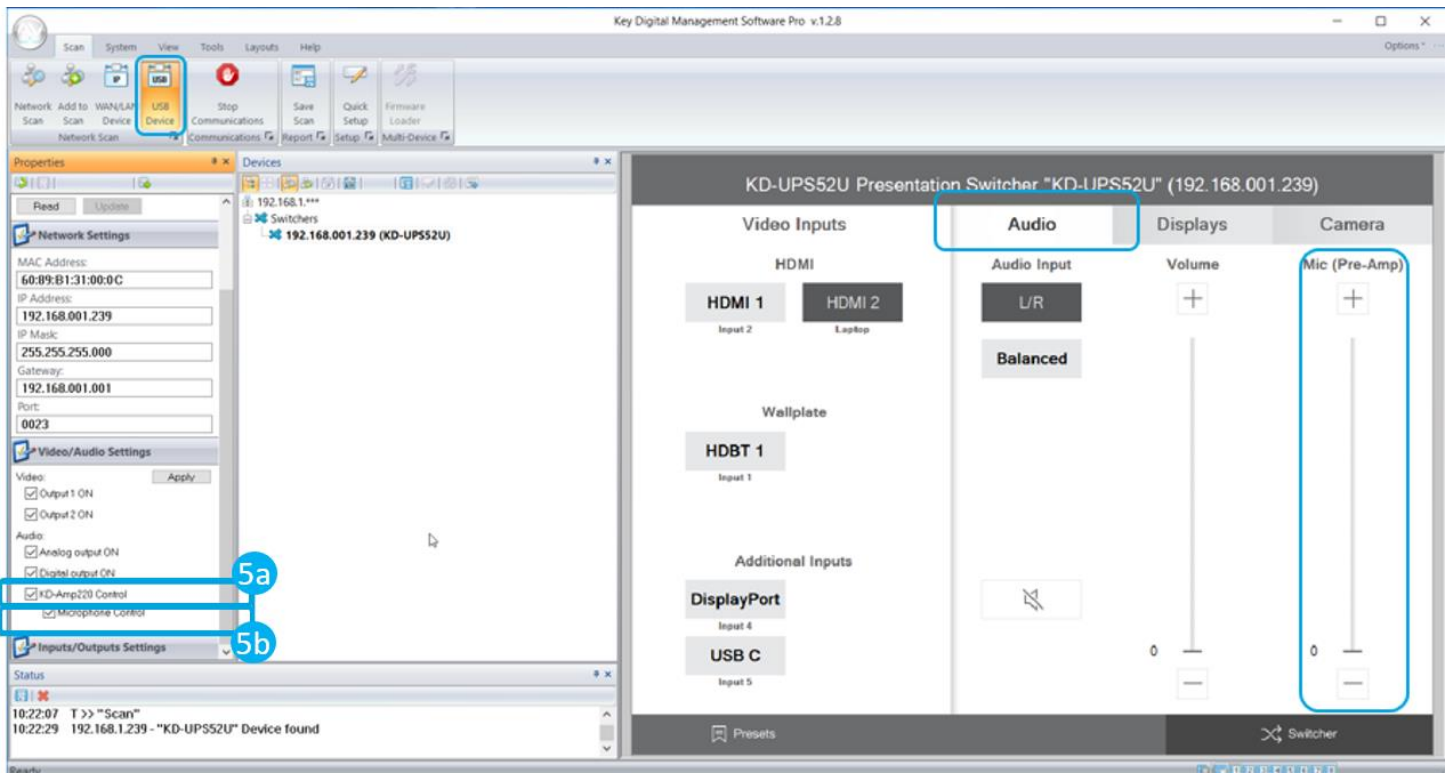 Key Digital Management Software Pro v.1.2.8
Scan System View Tools Layouts Help
Options
IP USB
Network Scan
Add to Scan
WAN/LAN Device
USB Device
Stop Communications
Save Scan
Quick Setup
Firmware Loader
Network Scan Communications Report Setup Multi-Device
Properties
Read Update
Network Settings
MAC Address:
60:89:B1:31:00:0C
IP Address:
192.168.001.239
IP Mask:
255.255.255.000
Gateway:
192.168.001.001
Port:
0023
Video/Audio Settings
Video: Apply
Output 1 ON
Output 2 ON
Audio:
Analog output ON
Digital output ON
5a
KD-Amp220 Control
Microphone Control
5b
Inputs/Outputs Settings
Devices
192.168.1.***
Switchers
192.168.001.239 (KD-UPS52U)
Status
10:22:07 T >> "Scan"
10:22:29 192.168.1.239 - "KD-UPS52U" Device found
Ready
KD-UPS52U Presentation Switcher "KD-UPS52U" (192.168.001.239)
Video Inputs Audio Displays Camera
HDMI
HDMI 1 HDMI 2
Input 2 Laptop
Wallplate
HDBT 1
Input 1
Additional Inputs
DisplayPort
Input 4
USB C
Input 5
Audio Input
L/R
Balanced
Volume
+
0
−
Mic (Pre-Amp)
+
0
−
Presets Switcher